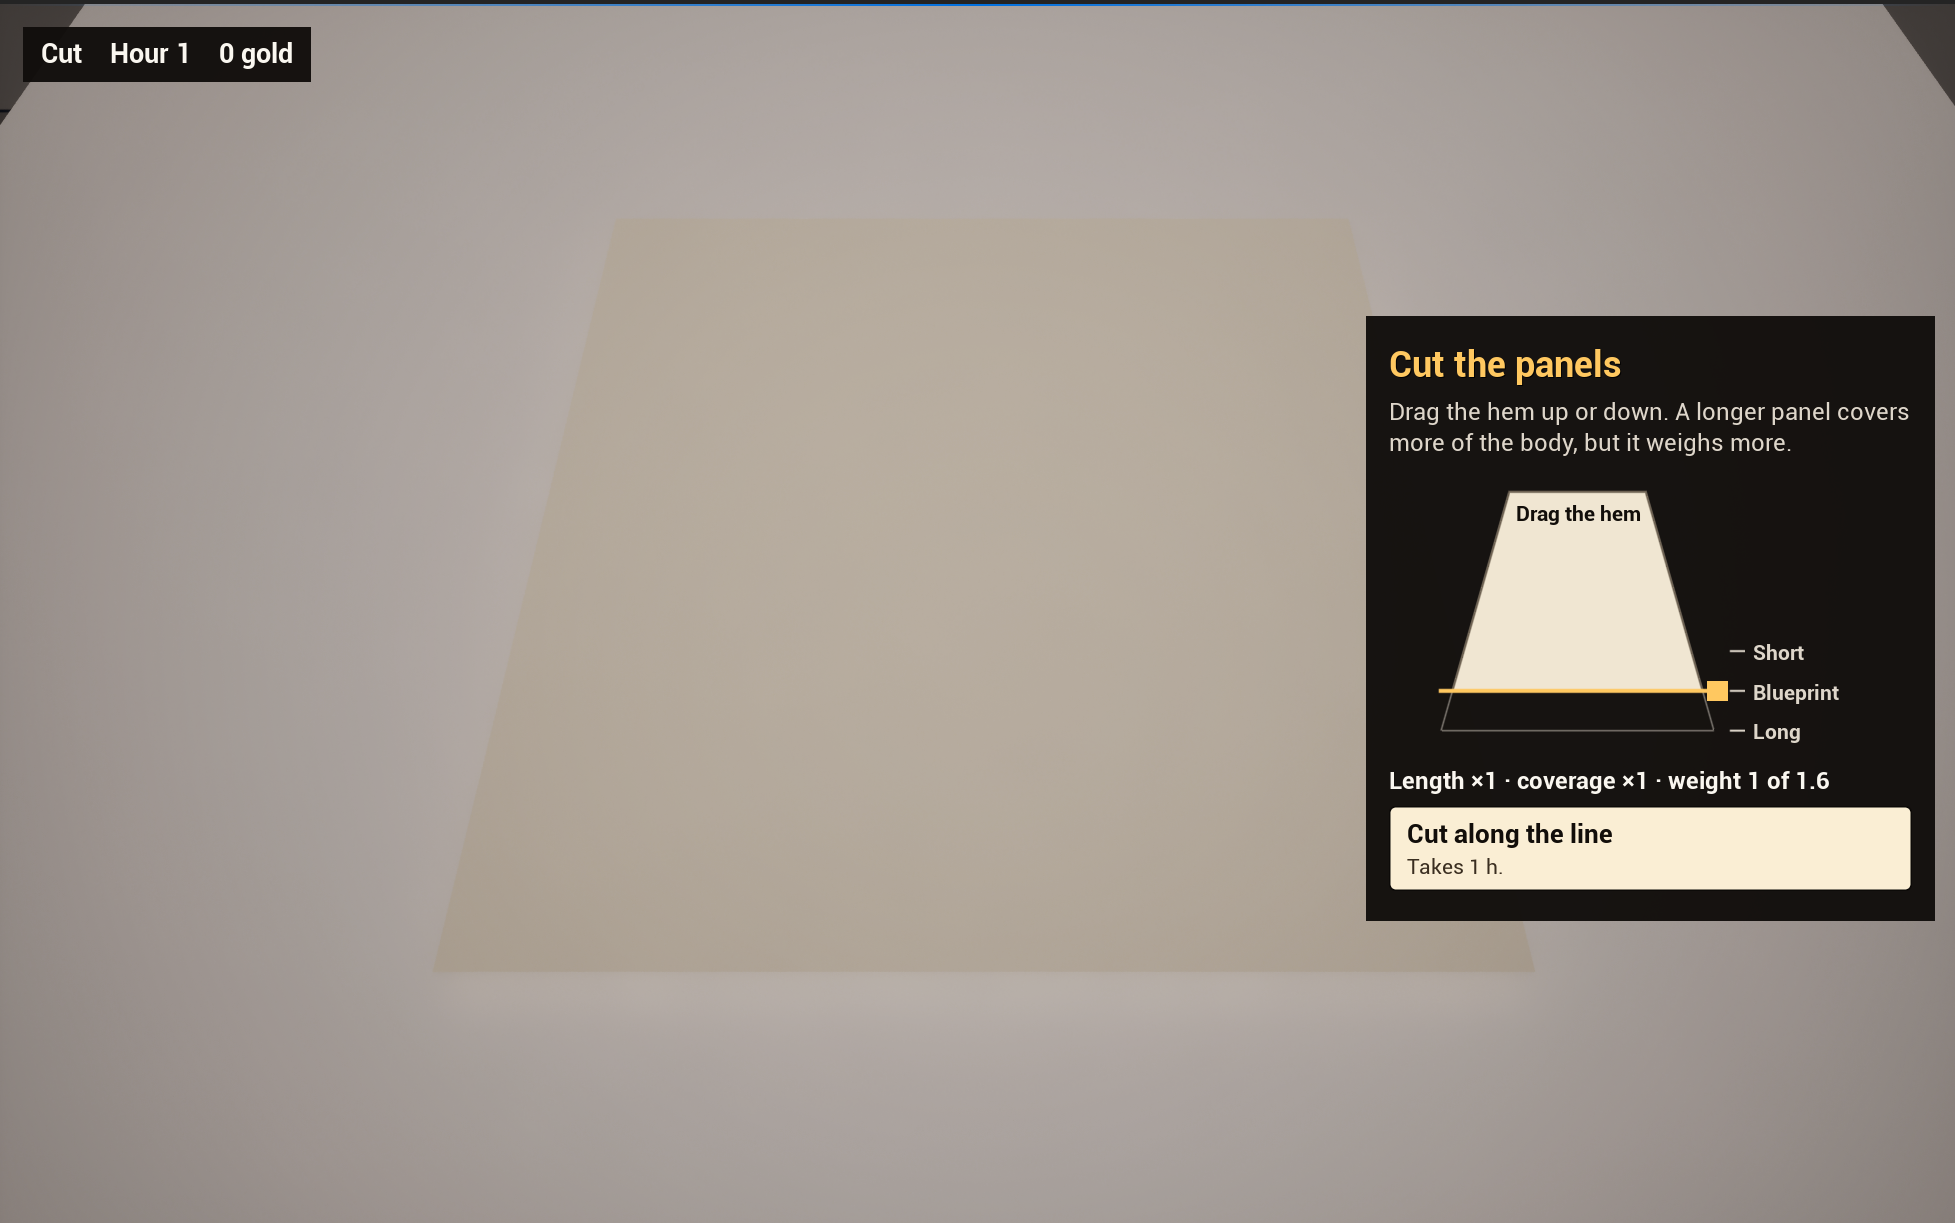 Cut Hour 1 0 gold
Cut the panels
Drag the hem up or down. A longer panel covers
more of the body, but it weighs more.
Drag the hem
Short
Blueprint
Long
Length ×1 · coverage ×1 · weight 1 of 1.6
Cut along the line
Takes 1 h.